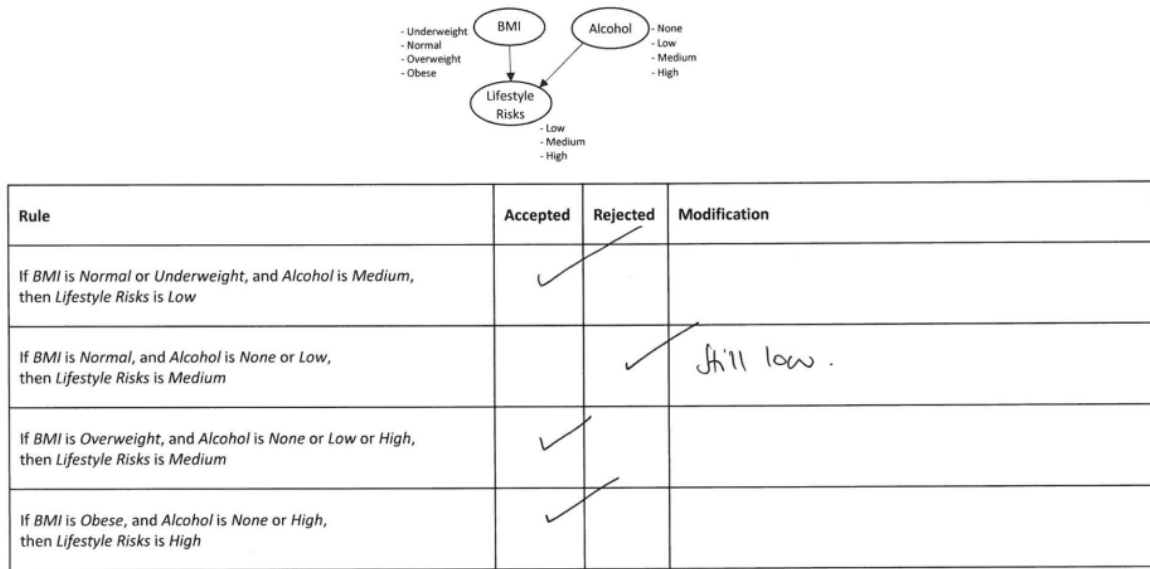 BMI
Alcohol
- Underweight
- Normal
- Overweight
- Obese
- None
- Low
- Medium
- High
Lifestyle
Risks
- Low
- Medium
- High
Rule Accepted Rejected Modification
If BMI is Normal or Underweight, and Alcohol is Medium,
then Lifestyle Risks is Low
If BMI is Normal, and Alcohol is None or Low,
then Lifestyle Risks is Medium
Still low.
If BMI is Overweight, and Alcohol is None or Low or High,
then Lifestyle Risks is Medium
If BMI is Obese, and Alcohol is None or High,
then Lifestyle Risks is High